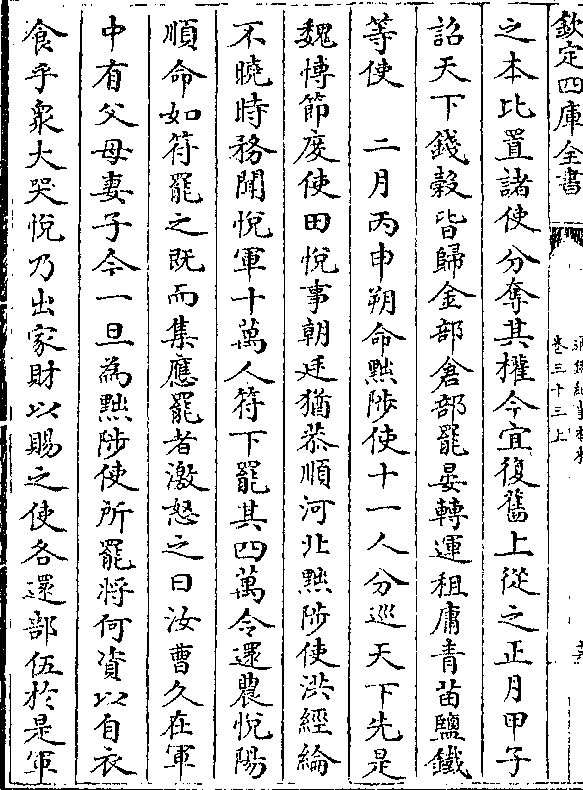 欽定四庫全書
卷三十三上
之本比置諸使分奪其權今宜復舊上從之正月甲子
詔天下錢穀皆歸金部倉部罷晏轉運租庸青苗鹽鐵
等使　二月丙申朔命黜陟使十一人分巡天下先是
魏博節度使田悅事朝廷猶恭順河北黜陟使洪經綸
不曉時務聞悅軍十萬人符下罷其四萬令還農悅陽
順命如符罷之既而集應罷者激怒之曰汝曹久在軍
中有父母妻子今一旦為黜陟使所罷將何資以自衣
食乎衆大哭悅乃出家財以賜之使各還部伍於是軍